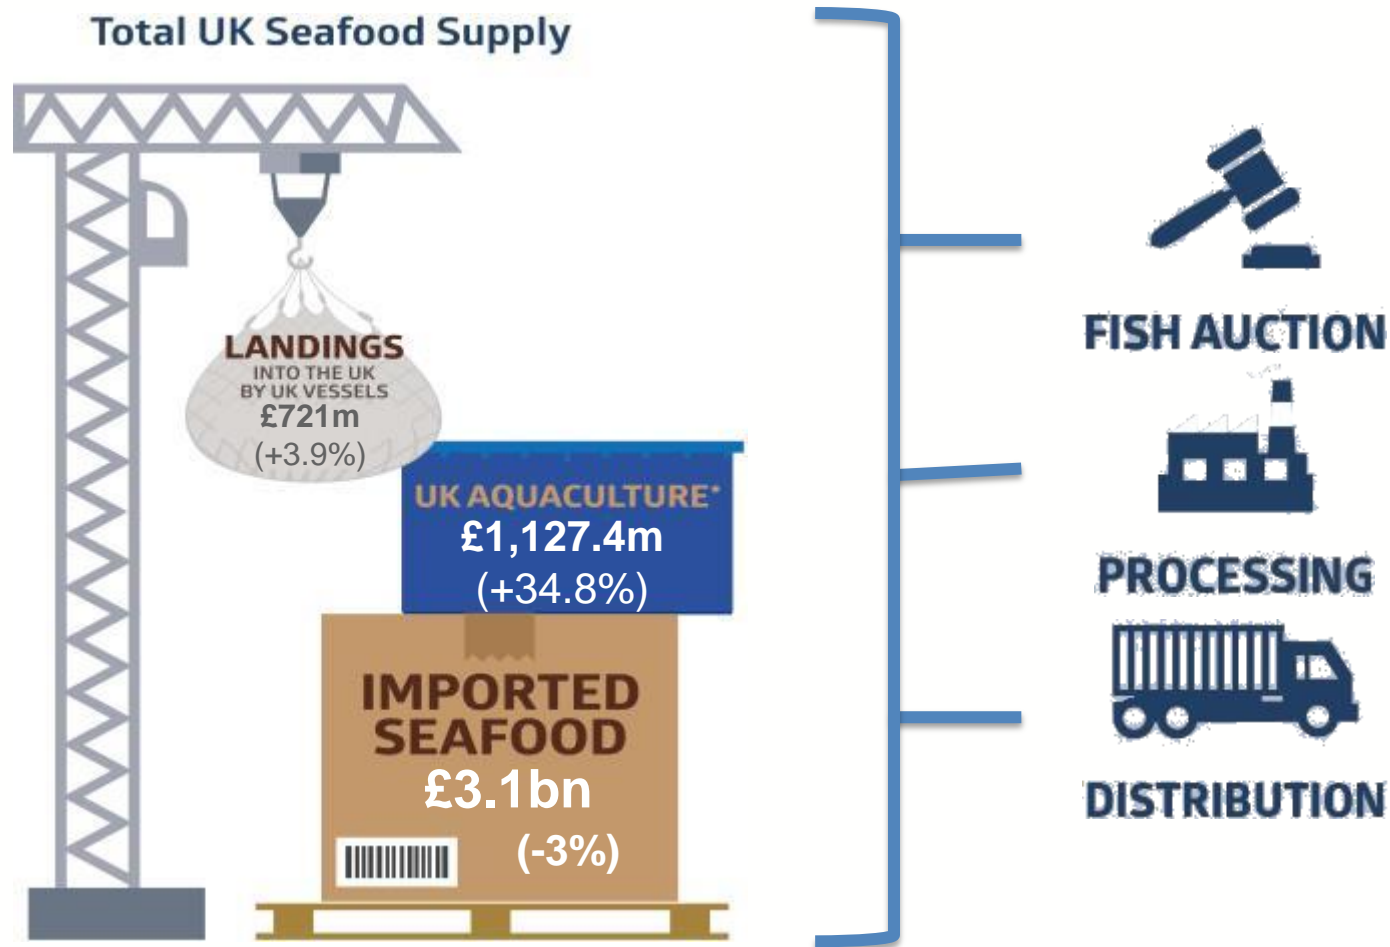 Total UK Seafood Supply
LANDINGS
INTO THE UK
BY UK VESSELS
£721m
(+3.9%)
UK AQUACULTURE*
£1,127.4m
(+34.8%)
IMPORTED
SEAFOOD
£3.1bn
(-3%)
FISH AUCTION
PROCESSING
DISTRIBUTION